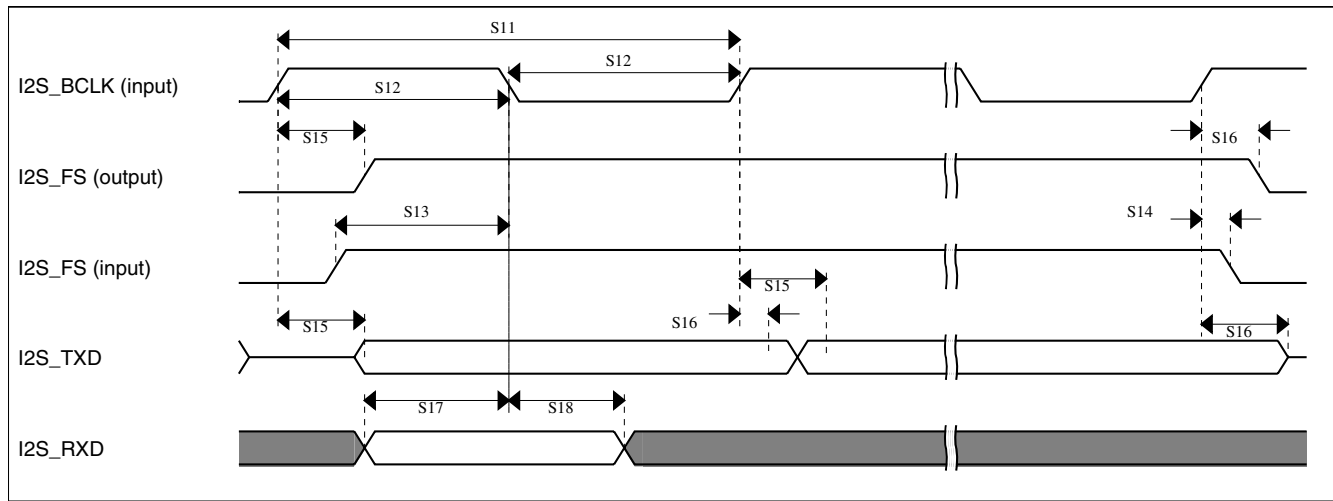 S11
S12
I2S_BCLK (input)
S12
S15
S16
I2S_FS (output)
S13
S14
I2S_FS (input)
S15
S15
S16
S16
I2S_TXD
S17
S18
I2S_RXD